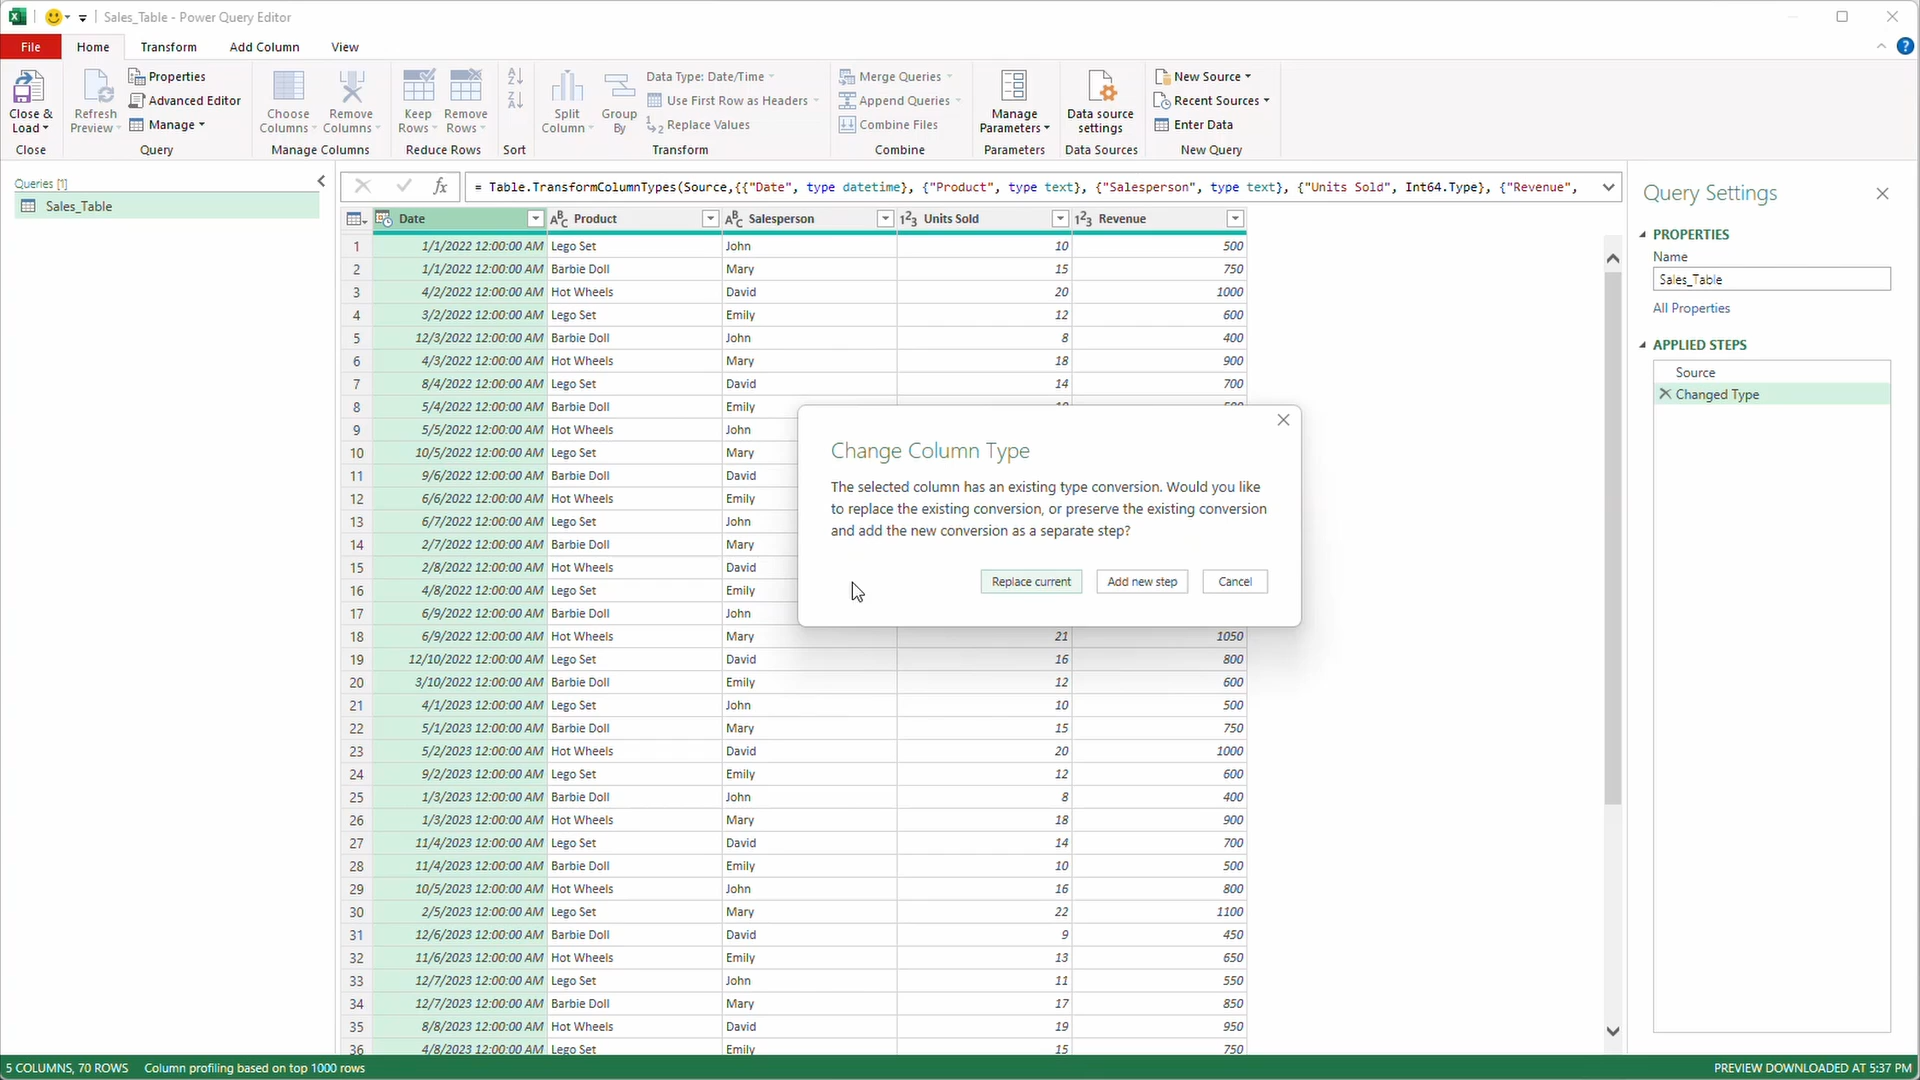 Sales_Table - Power Query Editor
File Home Transform Add Column View
Close & Load
Close
Refresh Preview
Properties
Advanced Editor
Manage
Query
Choose Columns
Remove Columns
Manage Columns
Keep Rows
Remove Rows
Reduce Rows
Sort
Split Column
Group By
Data Type: Date/Time
Use First Row as Headers
Replace Values
Transform
Merge Queries
Append Queries
Combine Files
Combine
Manage Parameters
Parameters
Data source settings
Data Sources
New Source
Recent Sources
Enter Data
New Query
Queries [1]
Sales_Table
fx = Table.TransformColumnTypes(Source,{{"Date", type datetime}, {"Product", type text}, {"Salesperson", type text}, {"Units Sold", Int64.Type}, {"Revenue",
Date ABC Product ABC Salesperson 123 Units Sold 123 Revenue
1 1/1/2022 12:00:00 AM Lego Set John 10 500
2 1/1/2022 12:00:00 AM Barbie Doll Mary 15 750
3 4/2/2022 12:00:00 AM Hot Wheels David 20 1000
4 3/2/2022 12:00:00 AM Lego Set Emily 12 600
5 12/3/2022 12:00:00 AM Barbie Doll John 8 400
6 4/3/2022 12:00:00 AM Hot Wheels Mary 18 900
7 8/4/2022 12:00:00 AM Lego Set David 14 700
8 5/4/2022 12:00:00 AM Barbie Doll Emily
9 5/5/2022 12:00:00 AM Hot Wheels John
10 10/5/2022 12:00:00 AM Lego Set Mary
11 9/6/2022 12:00:00 AM Barbie Doll David
12 6/6/2022 12:00:00 AM Hot Wheels Emily
13 6/7/2022 12:00:00 AM Lego Set John
14 2/7/2022 12:00:00 AM Barbie Doll Mary
15 2/8/2022 12:00:00 AM Hot Wheels David
16 4/8/2022 12:00:00 AM Lego Set Emily
17 6/9/2022 12:00:00 AM Barbie Doll John
18 6/9/2022 12:00:00 AM Hot Wheels Mary 21 1050
19 12/10/2022 12:00:00 AM Lego Set David 16 800
20 3/10/2022 12:00:00 AM Barbie Doll Emily 12 600
21 4/1/2023 12:00:00 AM Lego Set John 10 500
22 5/1/2023 12:00:00 AM Barbie Doll Mary 15 750
23 5/2/2023 12:00:00 AM Hot Wheels David 20 1000
24 9/2/2023 12:00:00 AM Lego Set Emily 12 600
25 1/3/2023 12:00:00 AM Barbie Doll John 8 400
26 1/3/2023 12:00:00 AM Hot Wheels Mary 18 900
27 11/4/2023 12:00:00 AM Lego Set David 14 700
28 11/4/2023 12:00:00 AM Barbie Doll Emily 10 500
29 10/5/2023 12:00:00 AM Hot Wheels John 16 800
30 2/5/2023 12:00:00 AM Lego Set Mary 22 1100
31 12/6/2023 12:00:00 AM Barbie Doll David 9 450
32 11/6/2023 12:00:00 AM Hot Wheels Emily 13 650
33 12/7/2023 12:00:00 AM Lego Set John 11 550
34 12/7/2023 12:00:00 AM Barbie Doll Mary 17 850
35 8/8/2023 12:00:00 AM Hot Wheels David 19 950
36 4/8/2023 12:00:00 AM Lego Set Emily 15 750
Change Column Type
The selected column has an existing type conversion. Would you like
to replace the existing conversion, or preserve the existing conversion
and add the new conversion as a separate step?
Replace current Add new step Cancel
Query Settings
PROPERTIES
Name
Sales_Table
All Properties
APPLIED STEPS
Source
Changed Type
5 COLUMNS, 70 ROWS Column profiling based on top 1000 rows
PREVIEW DOWNLOADED AT 5:37 PM